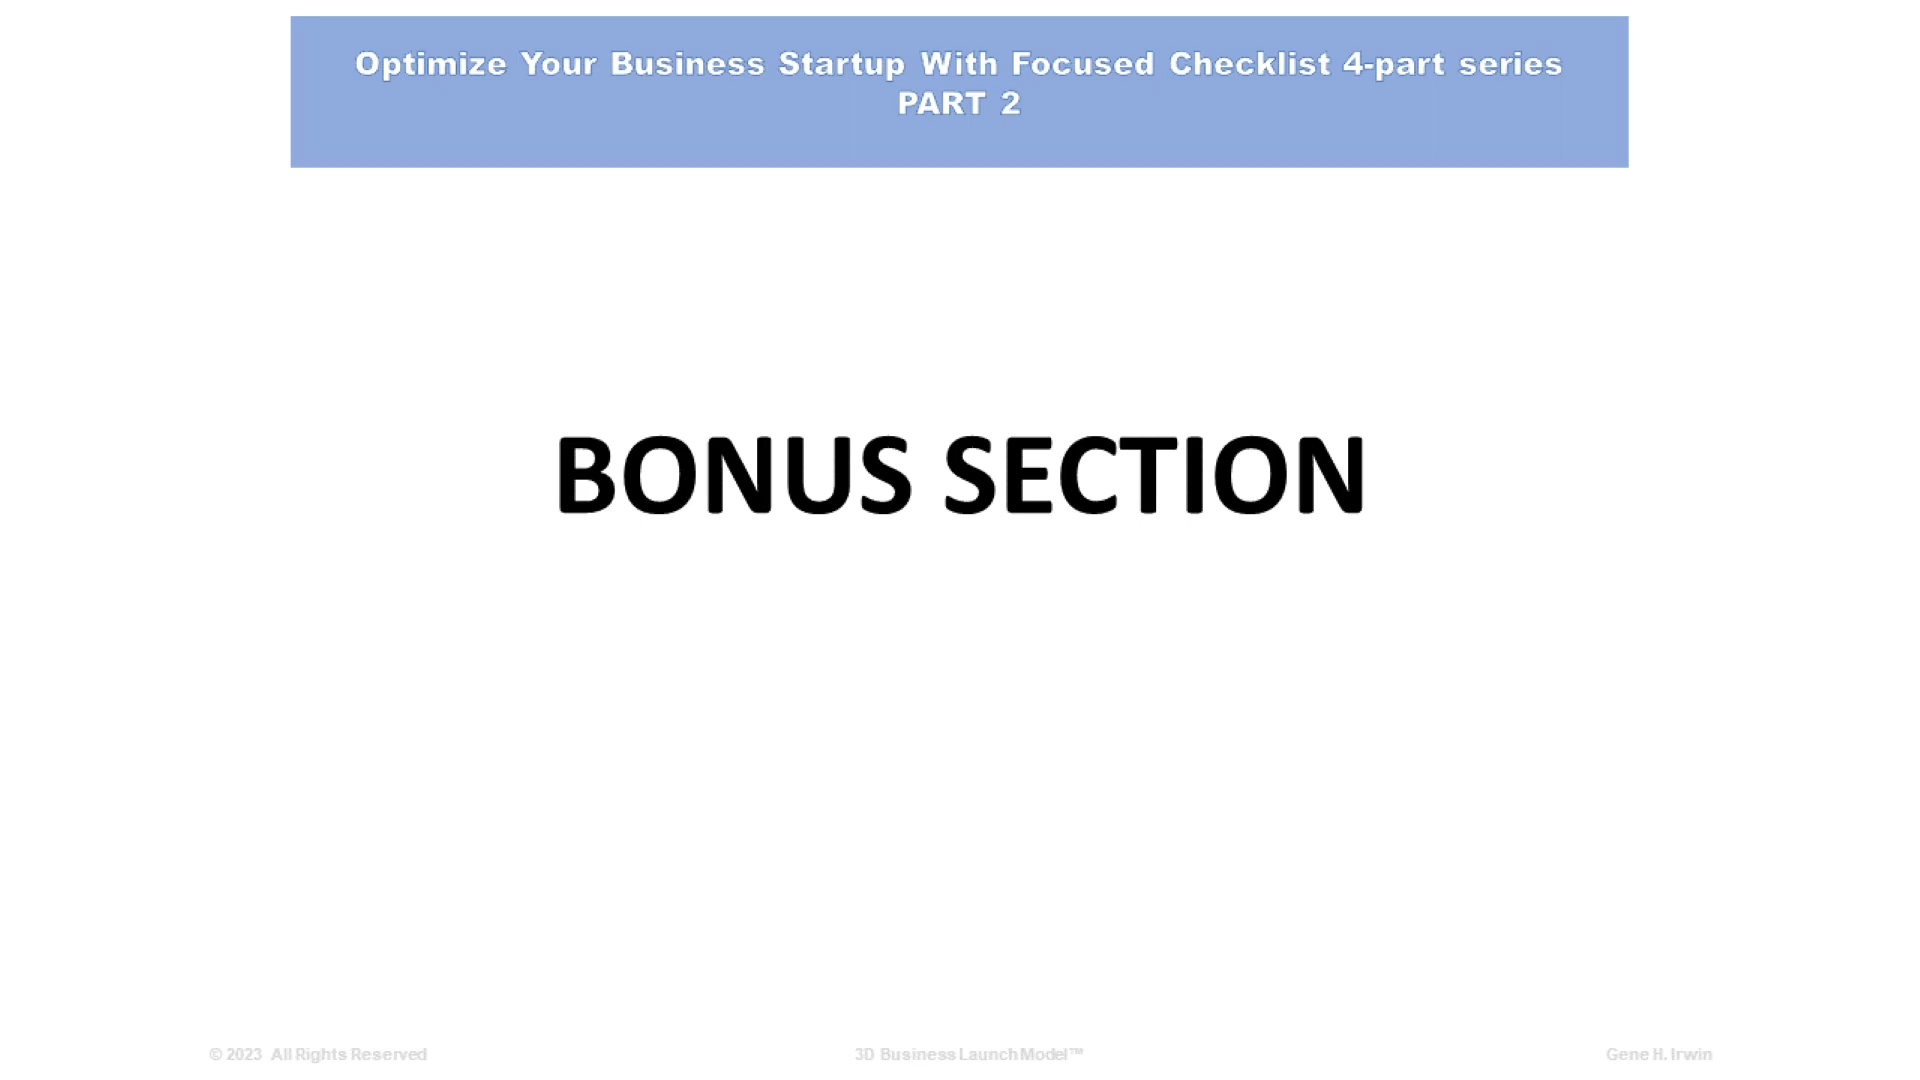 Optimize Your Business Startup With Focused Checklist 4-part series
PART 2
BONUS SECTION
© 2023 All Rights Reserved
3D Business Launch Model™
Gene H. Irwin